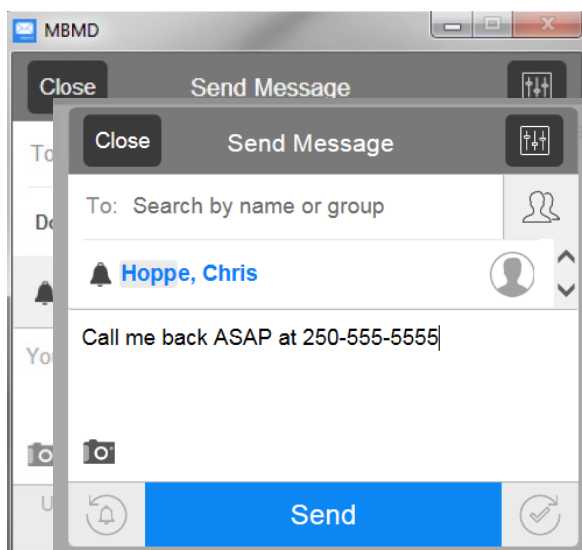 MBMD
Close Send Message
To
Close Send Message
To: Search by name or group
Hoppe, Chris
Call me back ASAP at 250-555-5555
Send